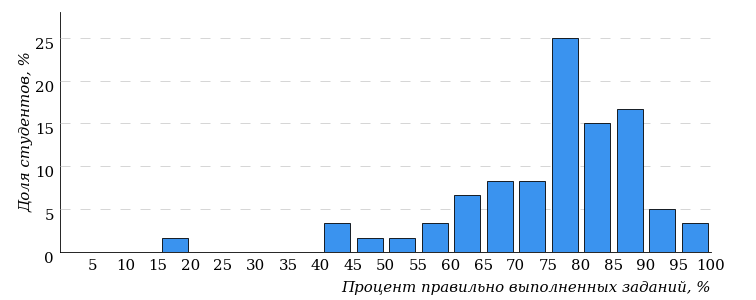 Доля студентов, %
25
20
15
10
5
0
5 10 15 20 25 30 35 40 45 50 55 60 65 70 75 80 85 90 95 100
Процент правильно выполненных заданий, %